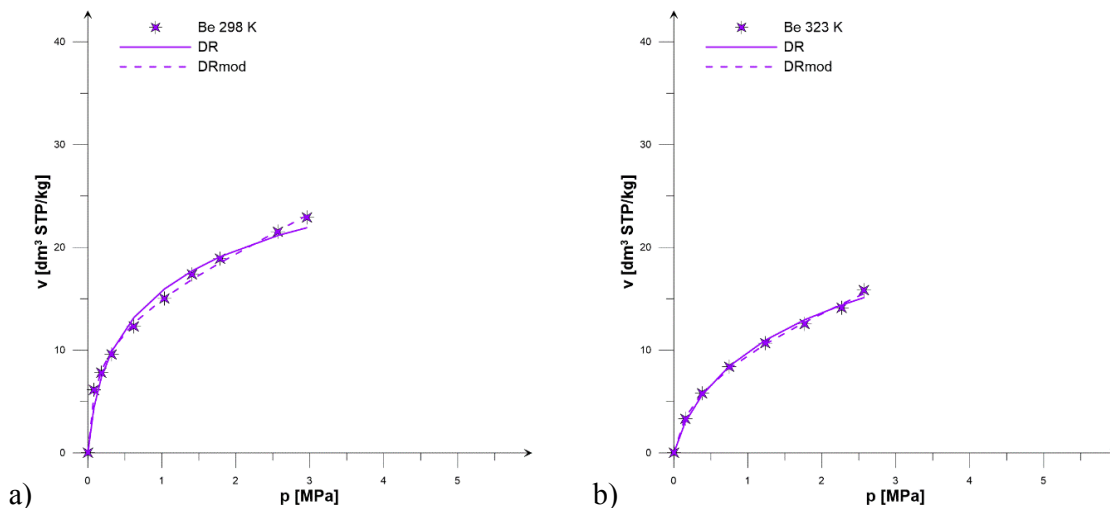 Be 298 K
DR
DRmod
40
30
20
10
0
v [dm³ STP/kg]
0 1 2 3 4 5
p [MPa]
a)
Be 323 K
DR
DRmod
40
30
20
10
0
v [dm³ STP/kg]
0 1 2 3 4 5
p [MPa]
b)